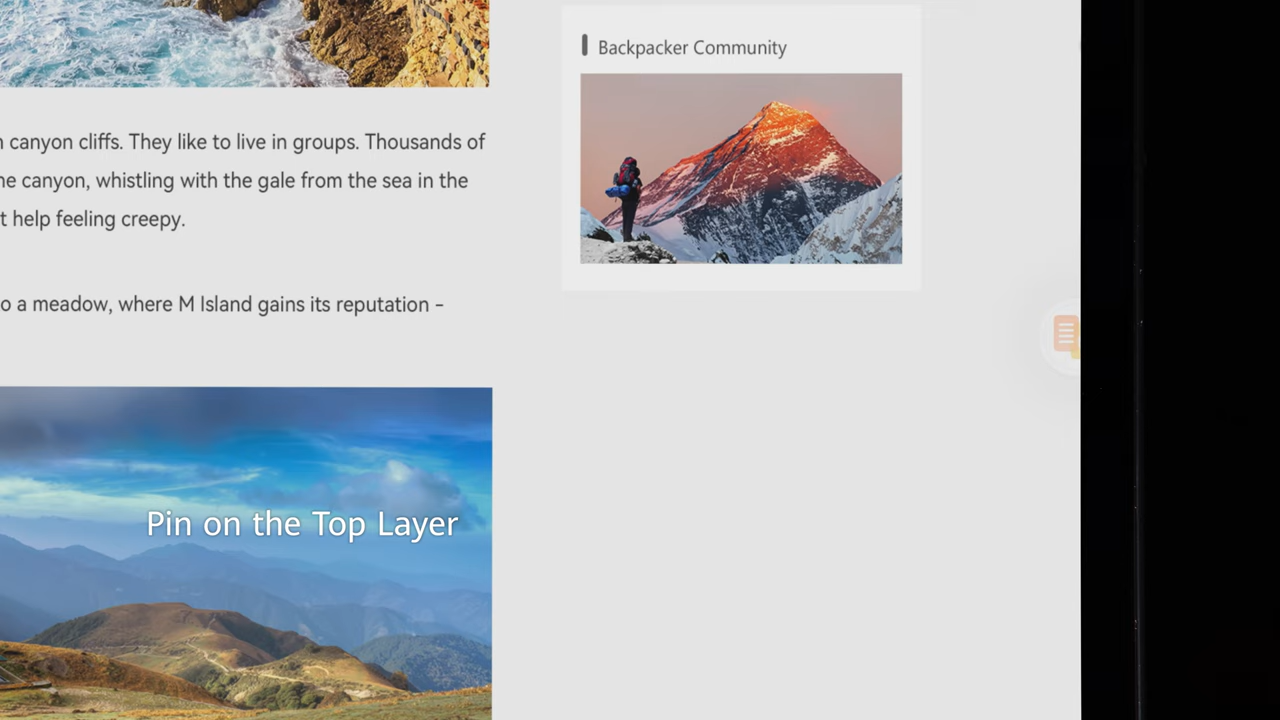 canyon cliffs. They like to live in groups. Thousands of
canyon, whistling with the gale from the sea in the
help feeling creepy.
a meadow, where M Island gains its reputation -
Backpacker Community
Pin on the Top Layer